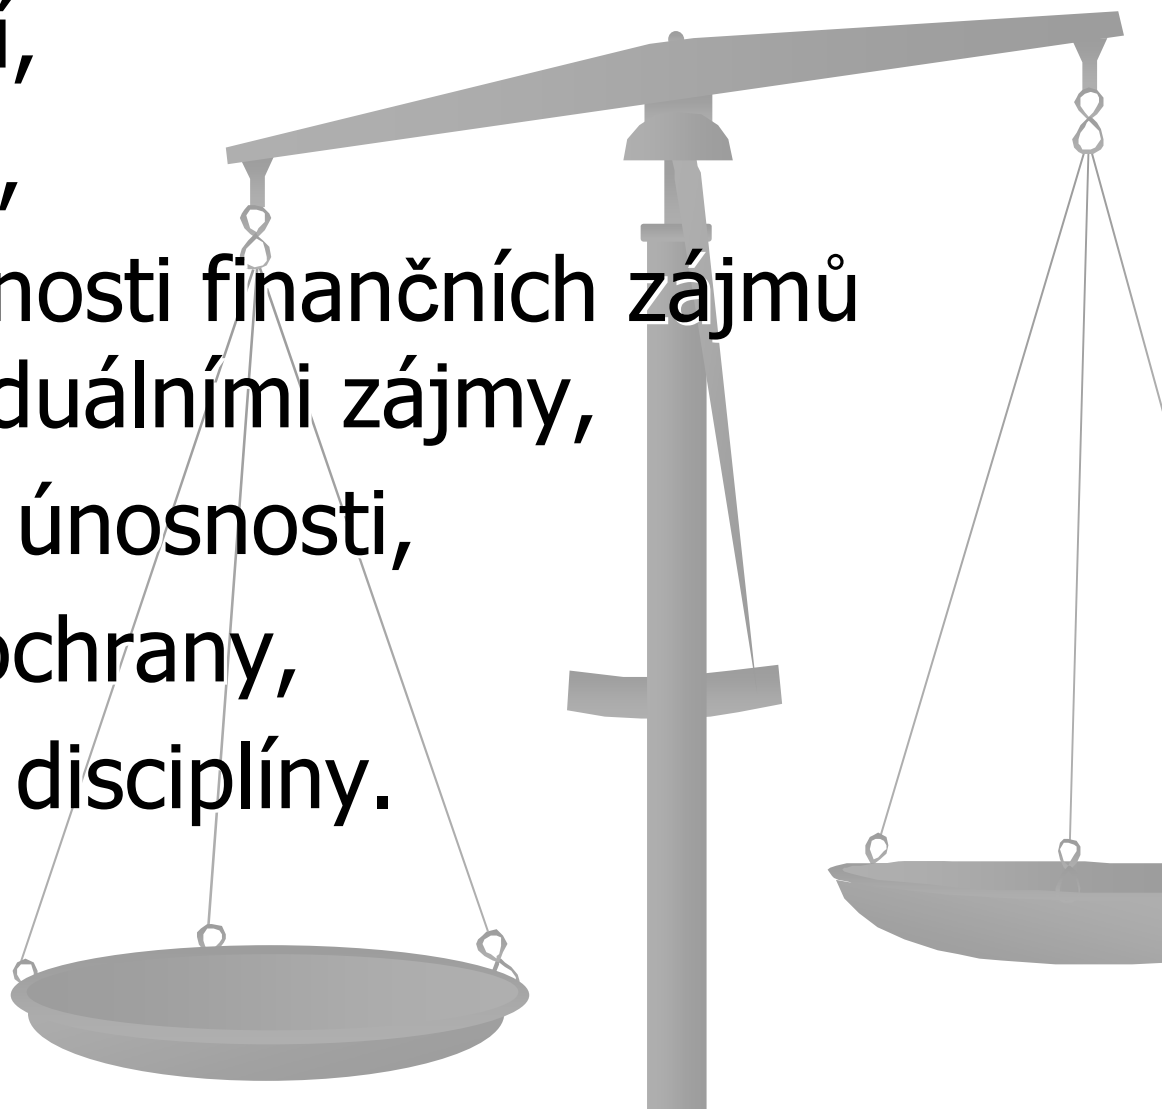 í,
,
nosti finančních zájmů
duálními zájmy,
únosnosti,
ochrany,
disciplíny.